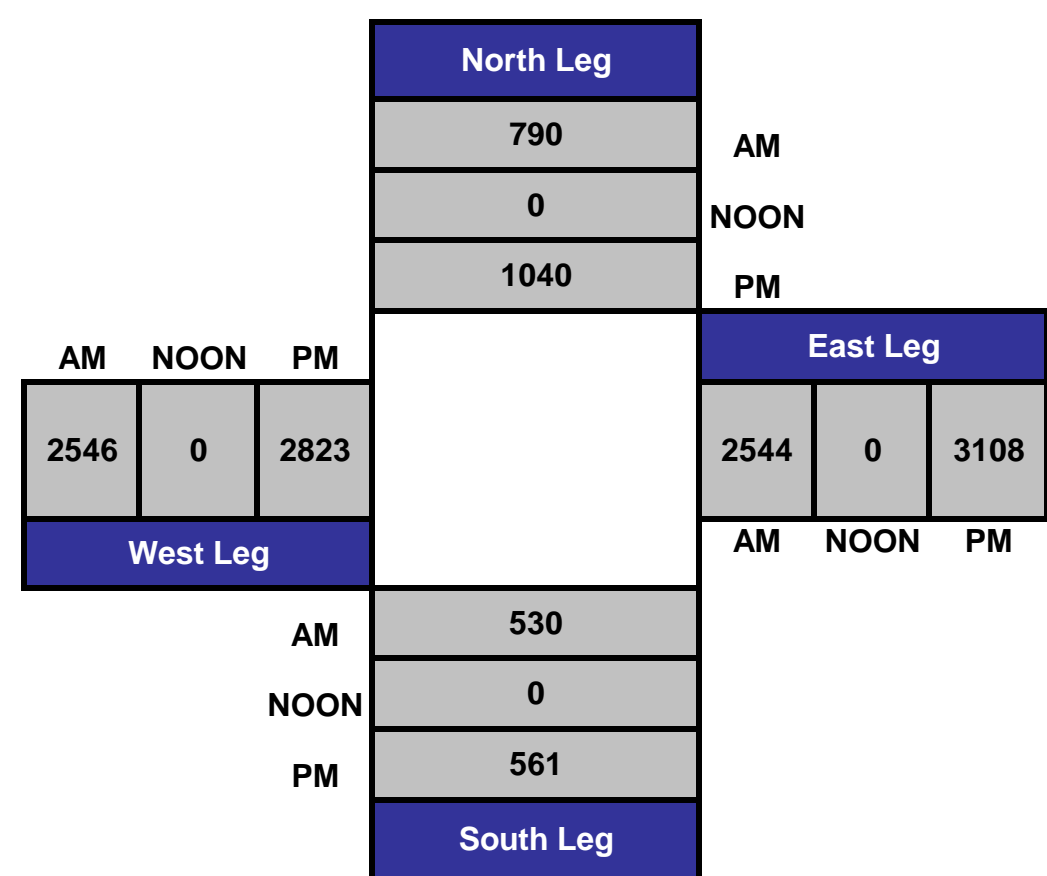 North Leg
790 AM
0 NOON
1040 PM
East Leg
AM NOON PM
2546 0 2823
2544 0 3108
West Leg
AM NOON PM
AM 530
NOON 0
PM 561
South Leg